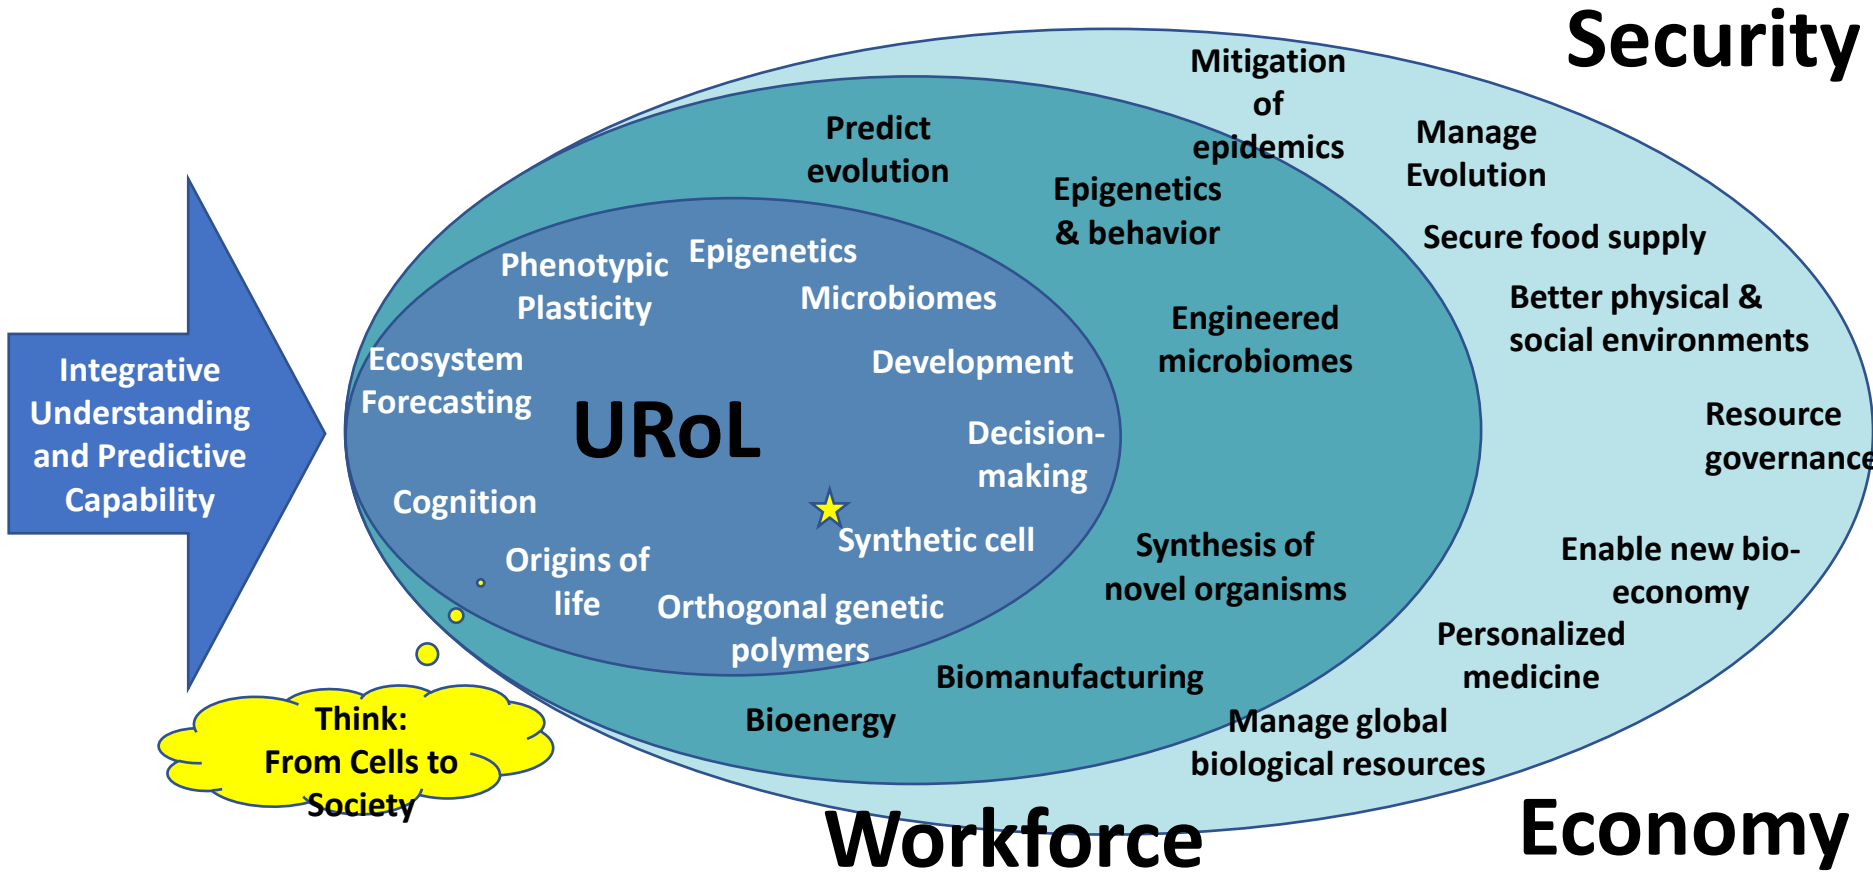 Security
Mitigation
of
epidemics
Predict
evolution
Manage
Evolution
Epigenetics
& behavior
Secure food supply
Phenotypic
Plasticity
Epigenetics
Microbiomes
Better physical &
social environments
Engineered
microbiomes
Integrative
Understanding
and Predictive
Capability
Ecosystem
Forecasting
Development
URoL
Decision-
making
Resource
governance
Cognition
Synthetic cell
Origins of
life
Orthogonal genetic
polymers
Synthesis of
novel organisms
Enable new bio-
economy
Personalized
medicine
Biomanufacturing
Bioenergy
Manage global
biological resources
Think:
From Cells to
Society
Workforce
Economy